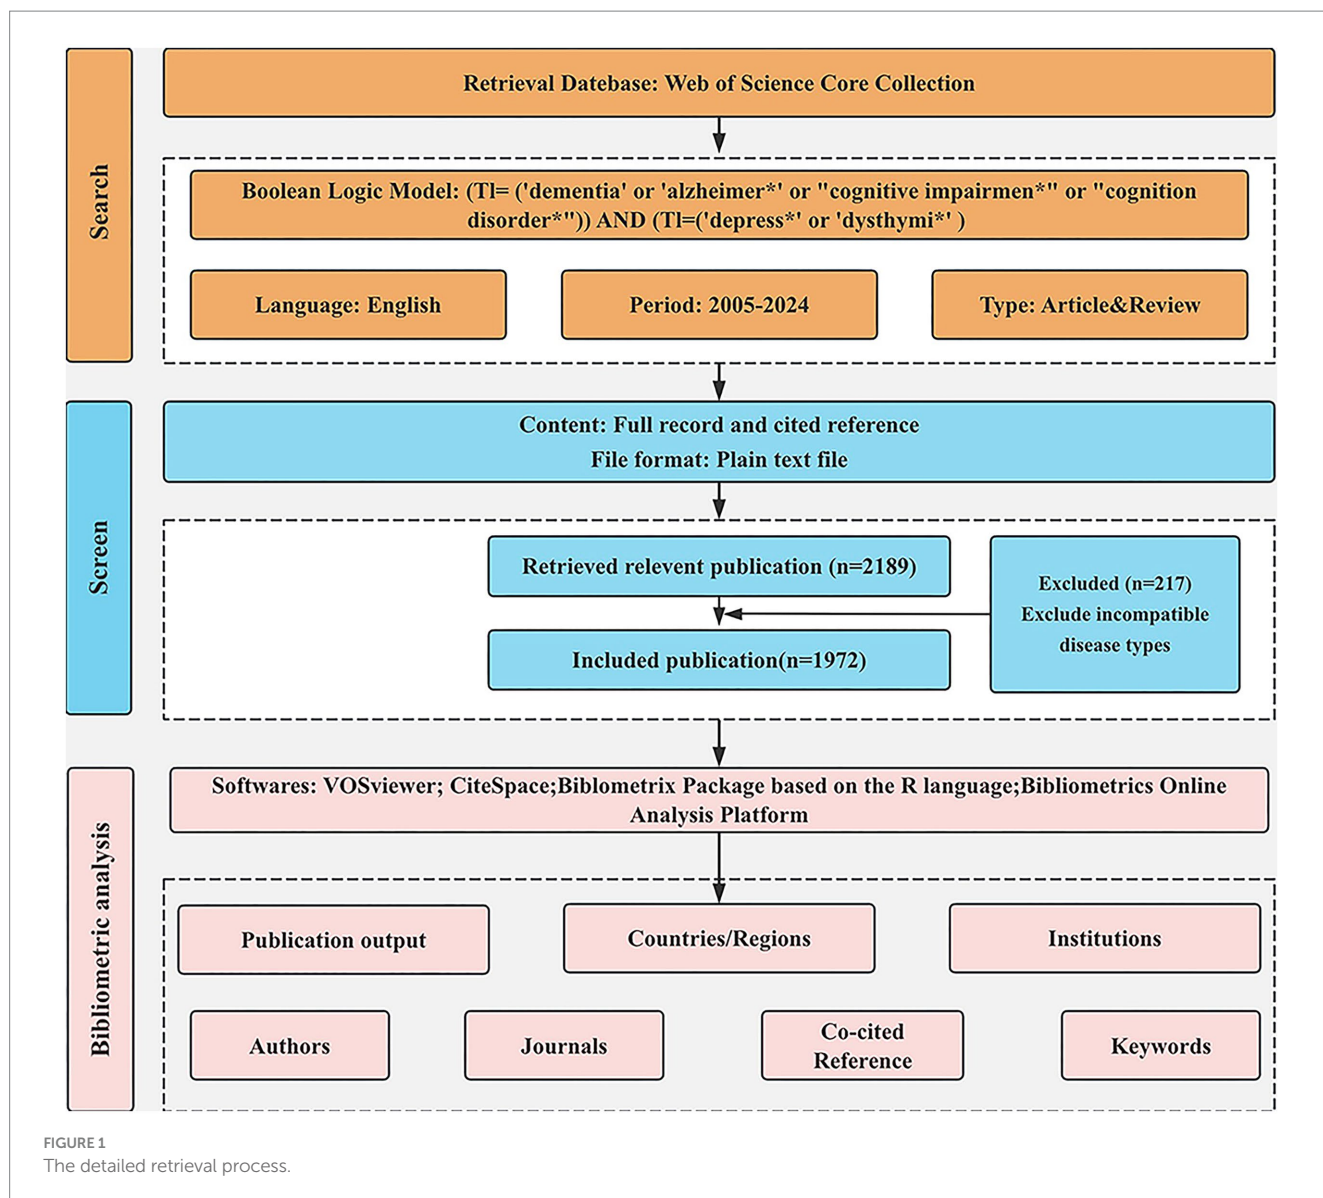 Search
Retrieval Datebase: Web of Science Core Collection
Boolean Logic Model: (Tl= ('dementia' or 'alzheimer*' or "cognitive impairmen*" or "cognition
disorder*")) AND (Tl=('depress*' or 'dysthymi*' )
Language: English
Period: 2005-2024
Type: Article&Review
Screen
Content: Full record and cited reference
File format: Plain text file
Retrieved relevent publication (n=2189)
Excluded (n=217)
Exclude incompatible
disease types
Included publication(n=1972)
Bibliometric analysis
Softwares: VOSviewer; CiteSpace;Biblometrix Package based on the R language;Bibliometrics Online
Analysis Platform
Publication output
Countries/Regions
Institutions
Authors
Journals
Co-cited
Reference
Keywords
FIGURE 1
The detailed retrieval process.